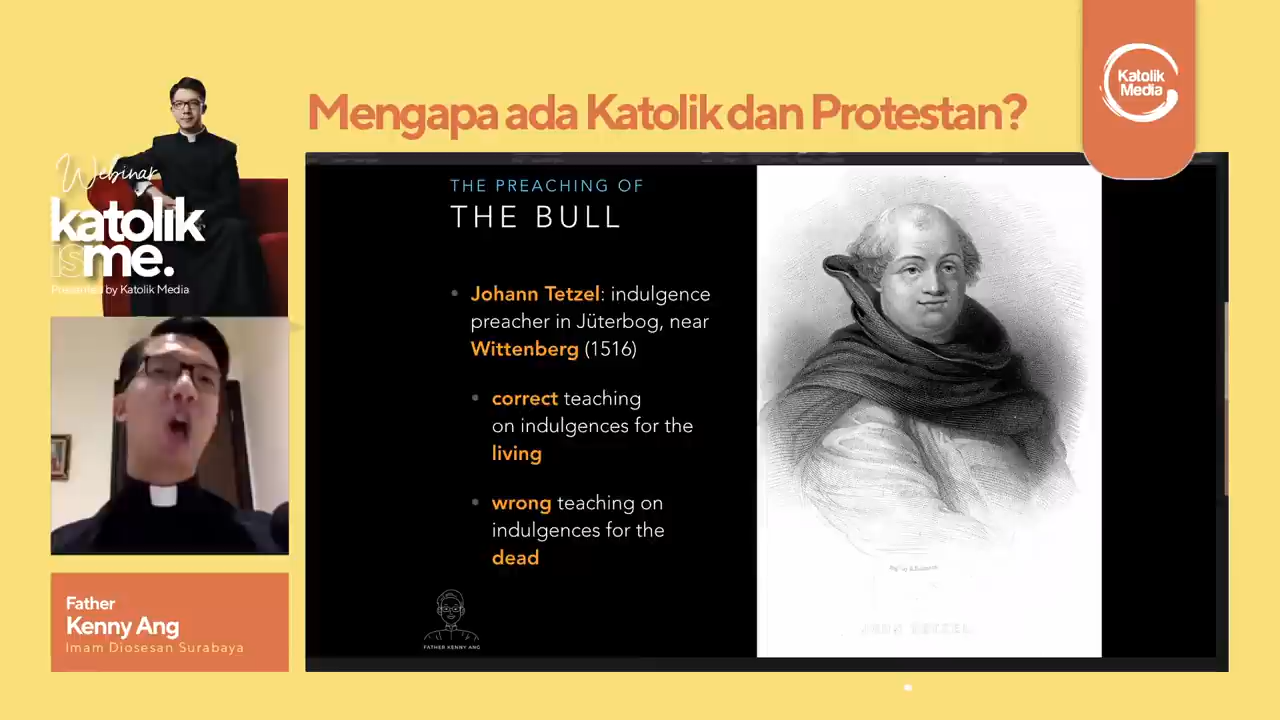 Katolik
Media
Mengapa ada Katolik dan Protestan?
Webinar
katolik
isme.
Presented by Katolik Media
THE PREACHING OF
THE BULL
Johann Tetzel: indulgence
preacher in Jüterbog, near
Wittenberg (1516)
correct teaching
on indulgences for the
living
wrong teaching on
indulgences for the
dead
FATHER KENNY ANG
Father
Kenny Ang
Imam Diosesan Surabaya